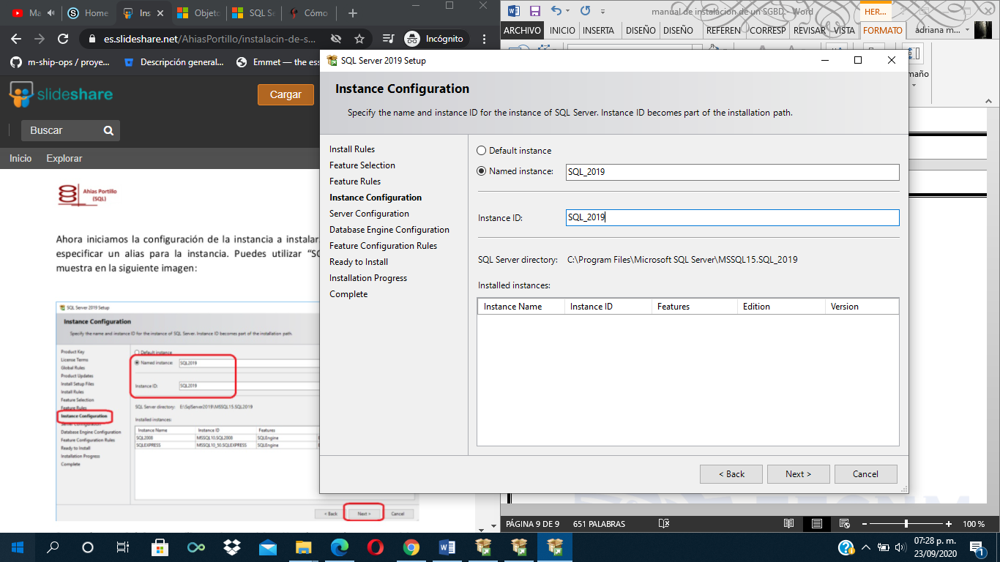 Ma
Home
Ins
Objeto
SQL Se
Cómo
es.slideshare.net/AhiasPortillo/instalacin-de-s...
Incógnito
m-ship-ops / proye...
Descripción general...
Emmet — the ess
slideshare
Cargar
Buscar
Inicio
Explorar
Ahias Portillo
(SQL)
Ahora iniciamos la configuración de la instancia a instalar
especificar un alias para la instancia. Puedes utilizar “SQ
muestra en la siguiente imagen:
SQL Server 2019 Setup
Instance Configuration
Specify the name and instance ID for the instance of SQL Server. Instance ID becomes part of the installation path.
Product Key
License Terms
Global Rules
Product Updates
Install Setup Files
Install Rules
Feature Selection
Feature Rules
Instance Configuration
Server Configuration
Database Engine Configuration
Feature Configuration Rules
Ready to Install
Installation Progress
Complete
Default instance
Named instance:
SQL2019
Instance ID:
SQL2019
SQL Server directory:
E:\SqlServer2019\MSSQL15.SQL2019
Installed instances:
Instance Name
Instance ID
Features
SQL2008
MSSQL10.SQL2008
SQLEngine
SQLEXPRESS
MSSQL10_50.SQLEXPRESS
SQLEngine
< Back
Next >
Cancel
manual de instalacion de un SGBD. - Word
HER...
ARCHIVO
INICIO
INSERTA
DISEÑO
DISEÑO
REFEREN
CORRESP
REVISAR
VISTA
FORMATO
adriana m...
maño
SQL Server 2019 Setup
Instance Configuration
Specify the name and instance ID for the instance of SQL Server. Instance ID becomes part of the installation path.
Install Rules
Feature Selection
Feature Rules
Instance Configuration
Server Configuration
Database Engine Configuration
Feature Configuration Rules
Ready to Install
Installation Progress
Complete
Default instance
Named instance:
SQL_2019
Instance ID:
SQL_2019
SQL Server directory:
C:\Program Files\Microsoft SQL Server\MSSQL15.SQL_2019
Installed instances:
Instance Name
Instance ID
Features
Edition
Version
< Back
Next >
Cancel
PÁGINA 9 DE 9
651 PALABRAS
100 %
07:28 p. m.
23/09/2020
1